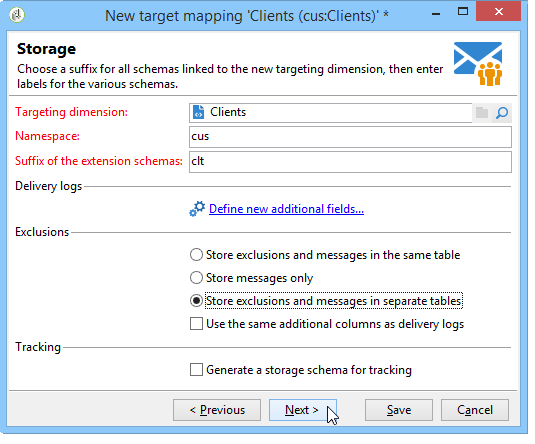 New target mapping 'Clients (cus:Clients)' *
Storage
Choose a suffix for all schemas linked to the new targeting dimension, then enter
labels for the various schemas.
Targeting dimension: Clients
Namespace: cus
Suffix of the extension schemas: clt
Delivery logs
Define new additional fields...
Exclusions
Store exclusions and messages in the same table
Store messages only
Store exclusions and messages in separate tables
Use the same additional columns as delivery logs
Tracking
Generate a storage schema for tracking
< Previous Next > Save Cancel